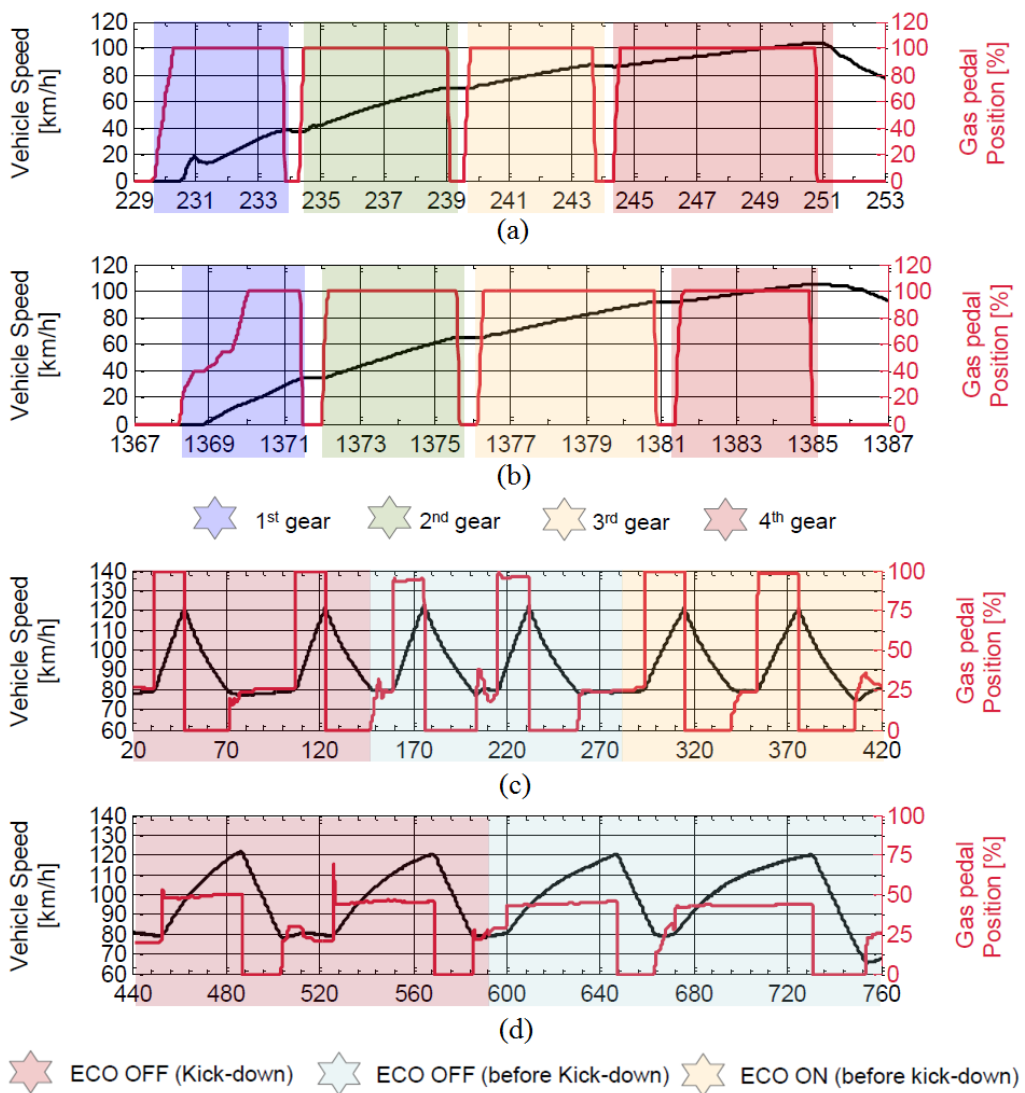 Vehicle Speed
[km/h]
120
100
80
60
40
20
0
120
100
80
60
40
20
0
Gas pedal
Position [%]
229 231 233 235 237 239 241 243 245 247 249 251 253
(a)
Vehicle Speed
[km/h]
120
100
80
60
40
20
0
120
100
80
60
40
20
0
Gas pedal
Position [%]
1367 1369 1371 1373 1375 1377 1379 1381 1383 1385 1387
(b)
1st gear 2nd gear 3rd gear 4th gear
Vehicle Speed
[km/h]
140
130
120
110
100
90
80
70
60
100
75
50
25
0
Gas pedal
Position [%]
20 70 120 170 220 270 320 370 420
(c)
Vehicle Speed
[km/h]
140
130
120
110
100
90
80
70
60
100
75
50
25
0
Gas pedal
Position [%]
440 480 520 560 600 640 680 720 760
(d)
ECO OFF (Kick-down) ECO OFF (before Kick-down) ECO ON (before kick-down)